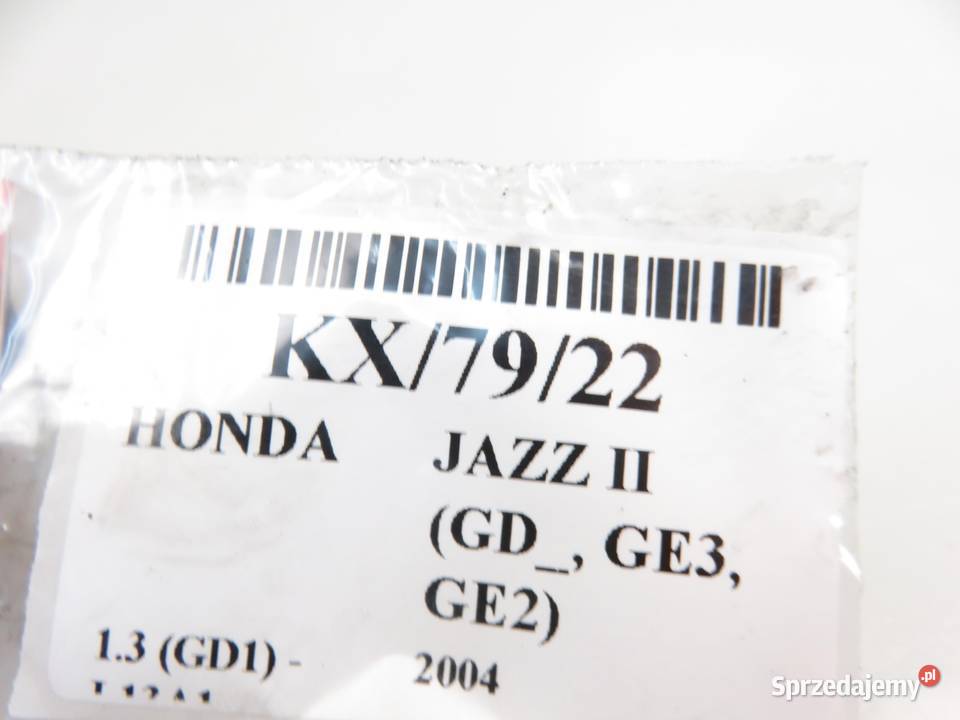 KX/79/22
HONDA JAZZ II
(GD_, GE3,
GE2)
1.3 (GD1) - 2004
Sprzedajemy.pl